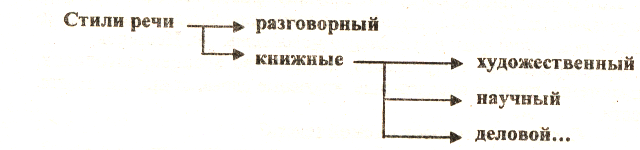 Стили речи разговорный
книжные художественный
научный
деловой...